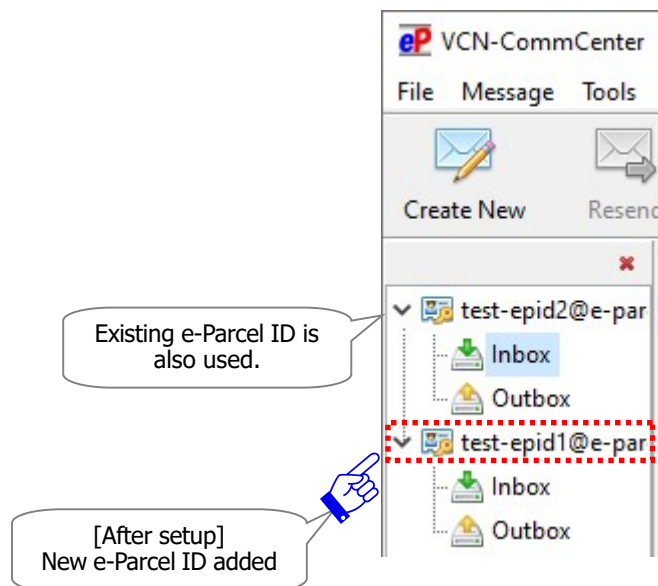 eP VCN-CommCenter
File Message Tools
Create New Resend
test-epid2@e-par
Existing e-Parcel ID is
also used.
Inbox
Outbox
test-epid1@e-par
Inbox
[After setup]
New e-Parcel ID added
Outbox